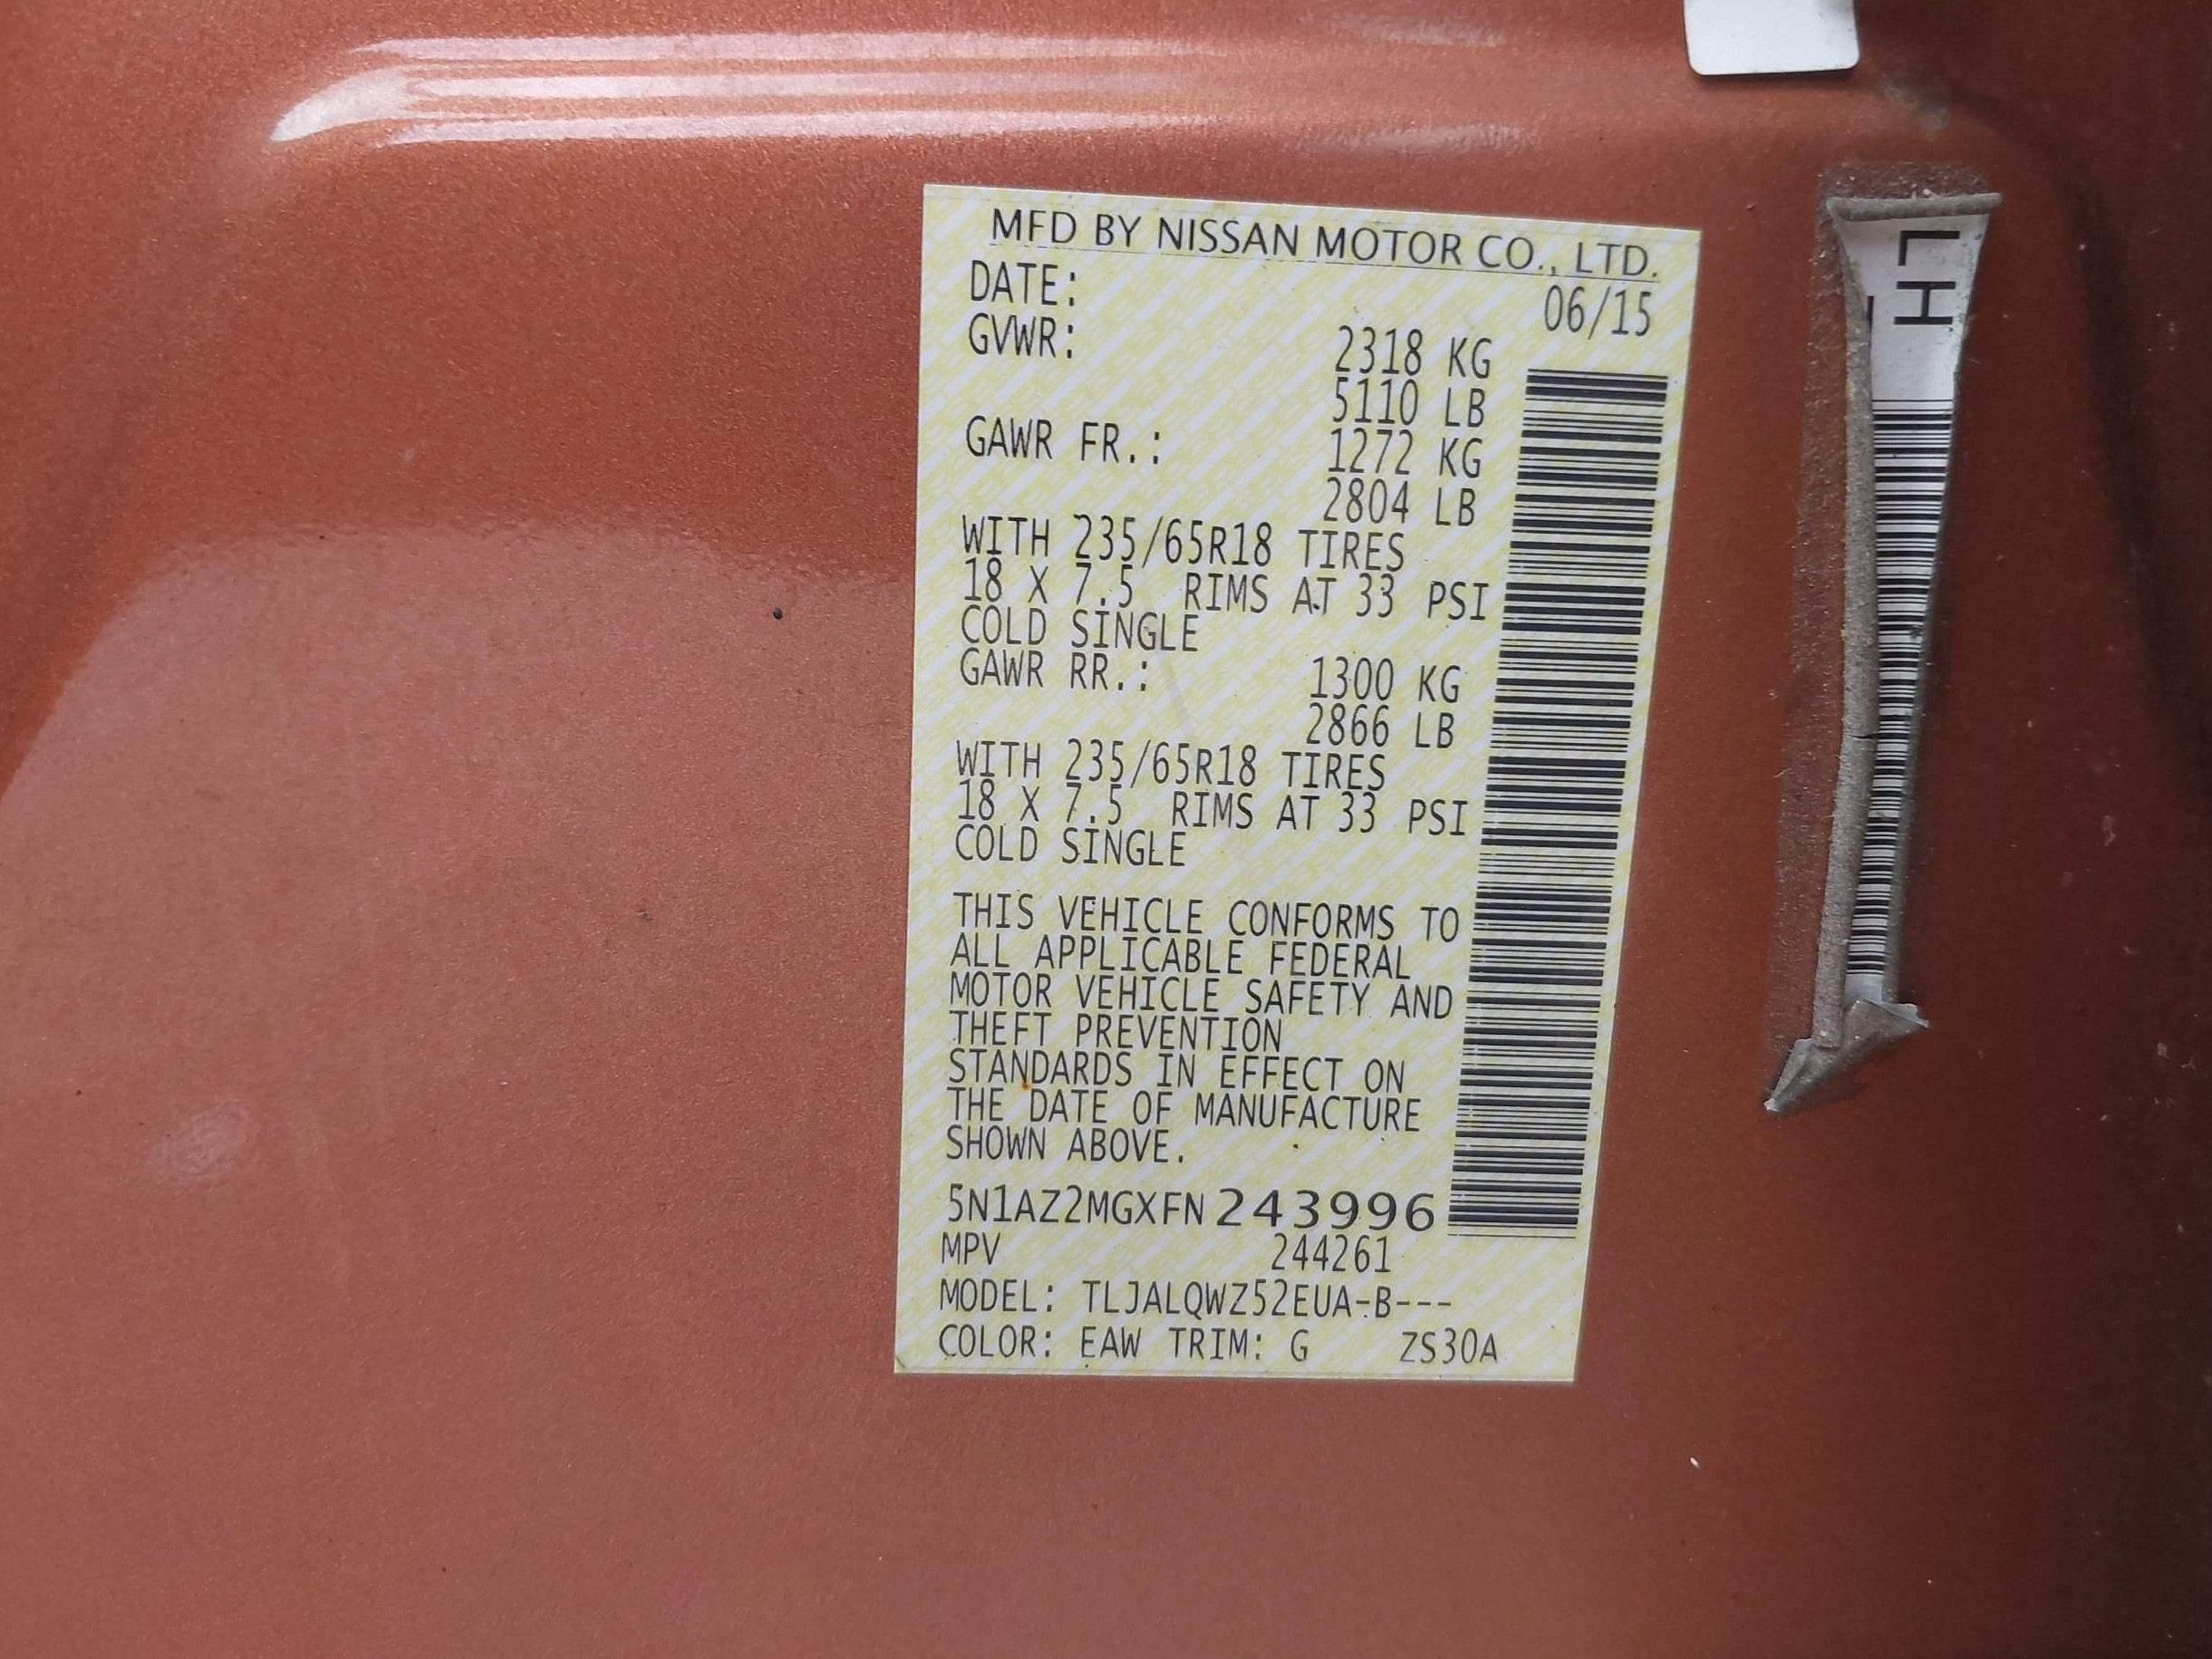 MFD BY NISSAN MOTOR CO., LTD.
DATE: 06/15
GVWR: 2318 KG
5110 LB
GAWR FR.: 1272 KG
2804 LB
WITH 235/65R18 TIRES
18 X 7.5 RIMS AT 33 PSI
COLD SINGLE
GAWR RR.: 1300 KG
2866 LB
WITH 235/65R18 TIRES
18 X 7.5 RIMS AT 33 PSI
COLD SINGLE
THIS VEHICLE CONFORMS TO
ALL APPLICABLE FEDERAL
MOTOR VEHICLE SAFETY AND
THEFT PREVENTION
STANDARDS IN EFFECT ON
THE DATE OF MANUFACTURE
SHOWN ABOVE.
5N1AZ2MGXFN243996
MPV 244261
MODEL: TLJALQWZ52EUA-B---
COLOR: EAW TRIM: G ZS30A
LH